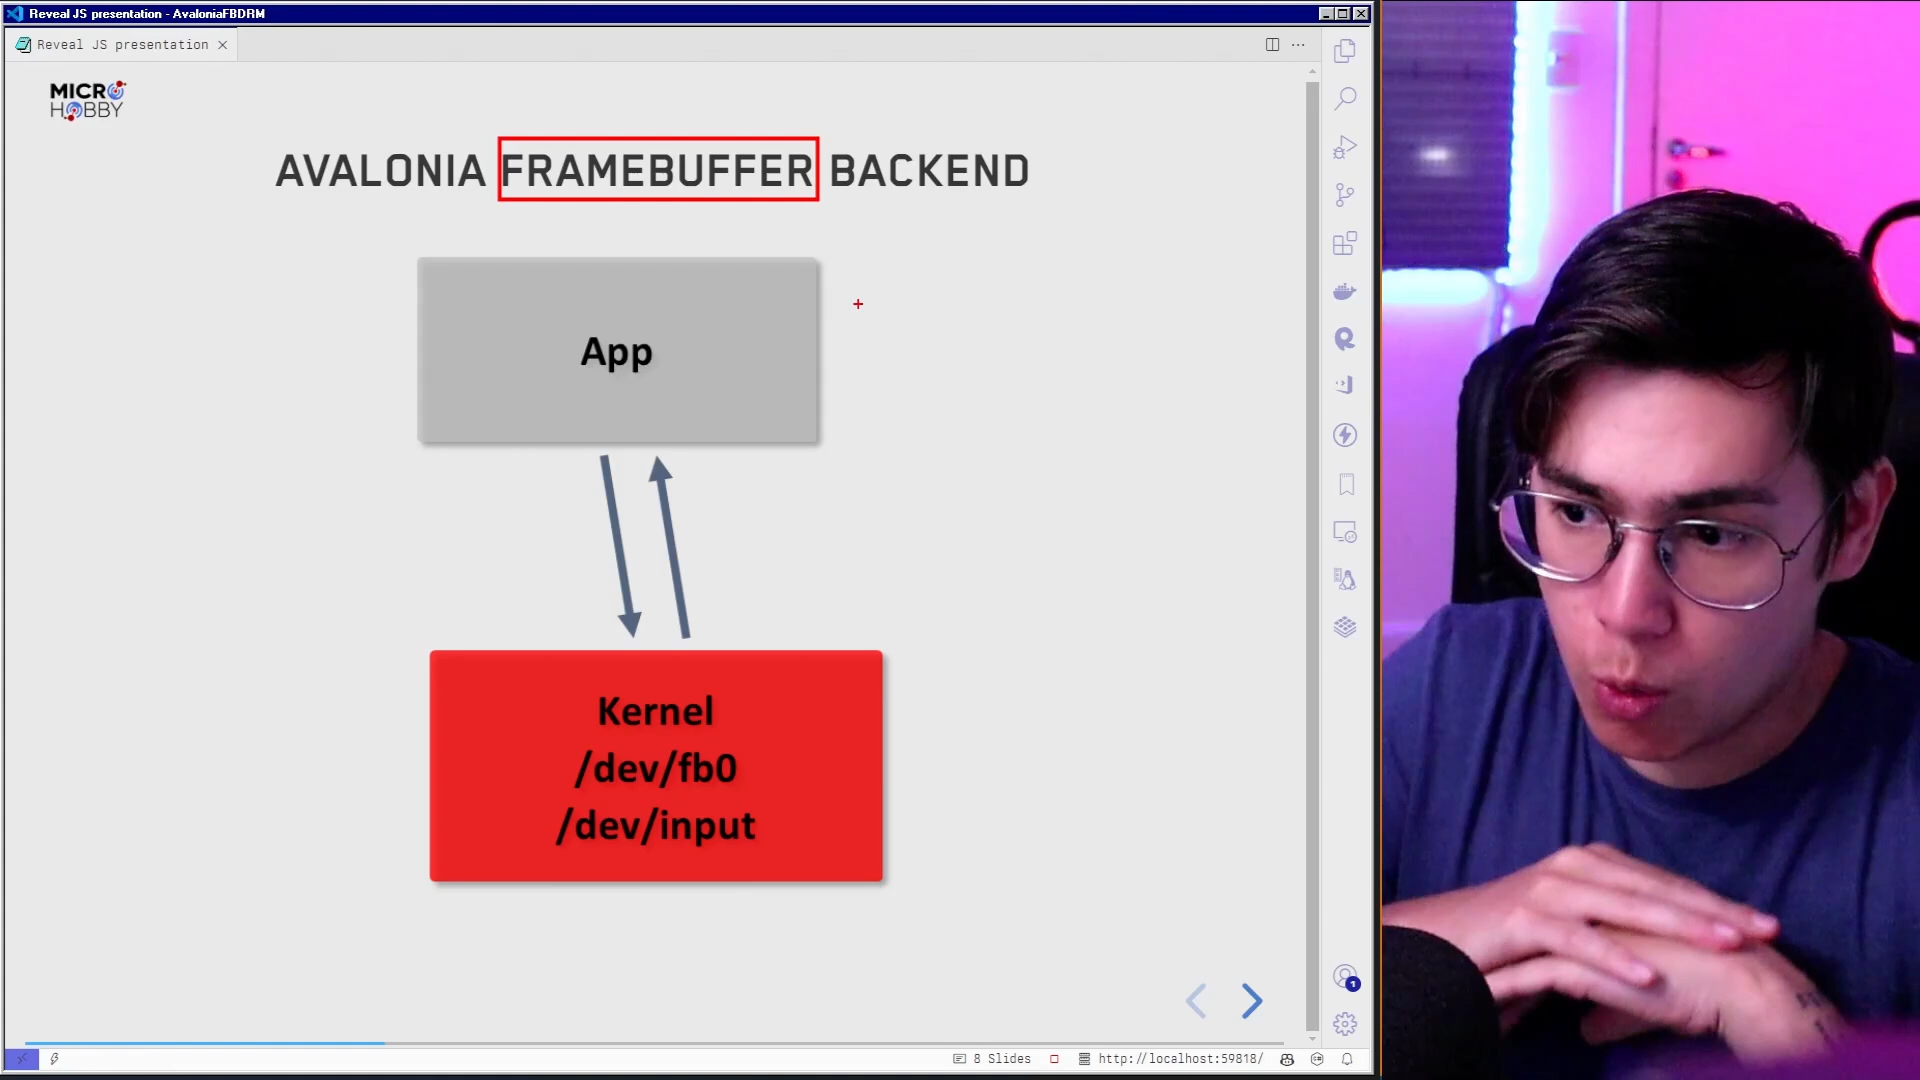 Reveal JS presentation - AvaloniaFBDRM
Reveal JS presentation
MICRO
HOBBY
AVALONIA FRAMEBUFFER BACKEND
App
Kernel
/dev/fb0
/dev/input
1
8 Slides
http://localhost:59818/